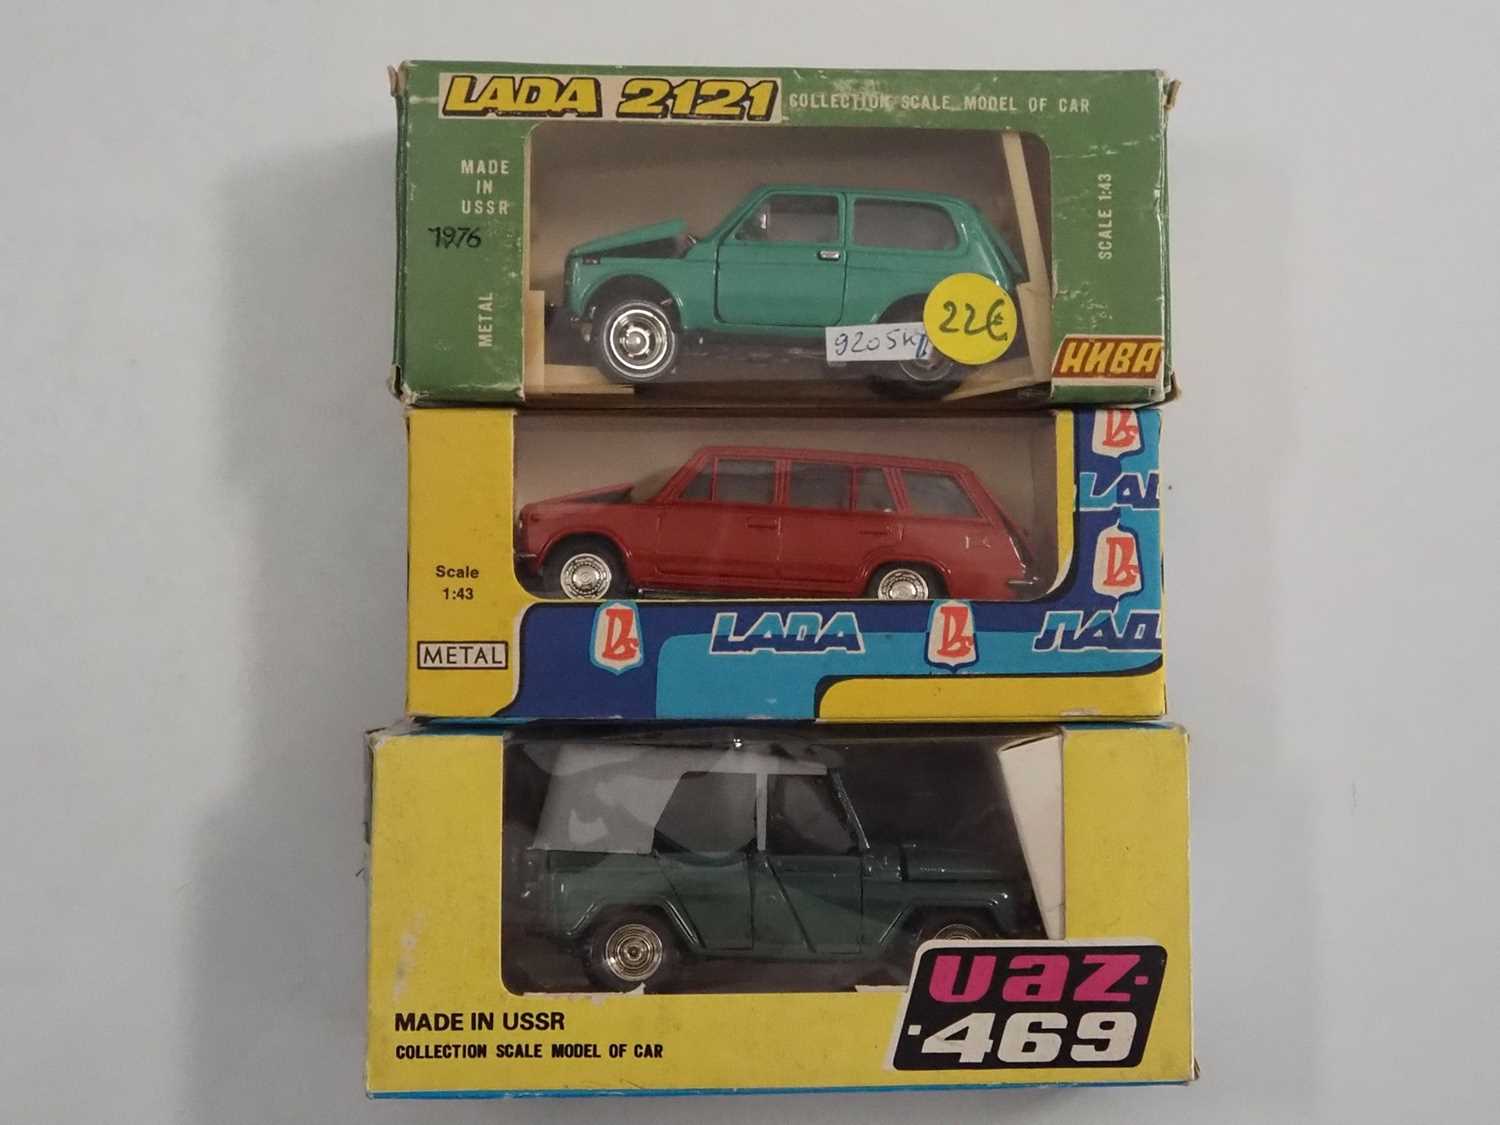 LADA 2121 COLLECTION SCALE MODEL OF CAR
MADE
IN
USSR
1976
METAL
SCALE 1:43
22€
НИВА
LADA
Scale
1:43
METAL
LADA
ЛАД
MADE IN USSR
COLLECTION SCALE MODEL OF CAR
UAZ-
-469